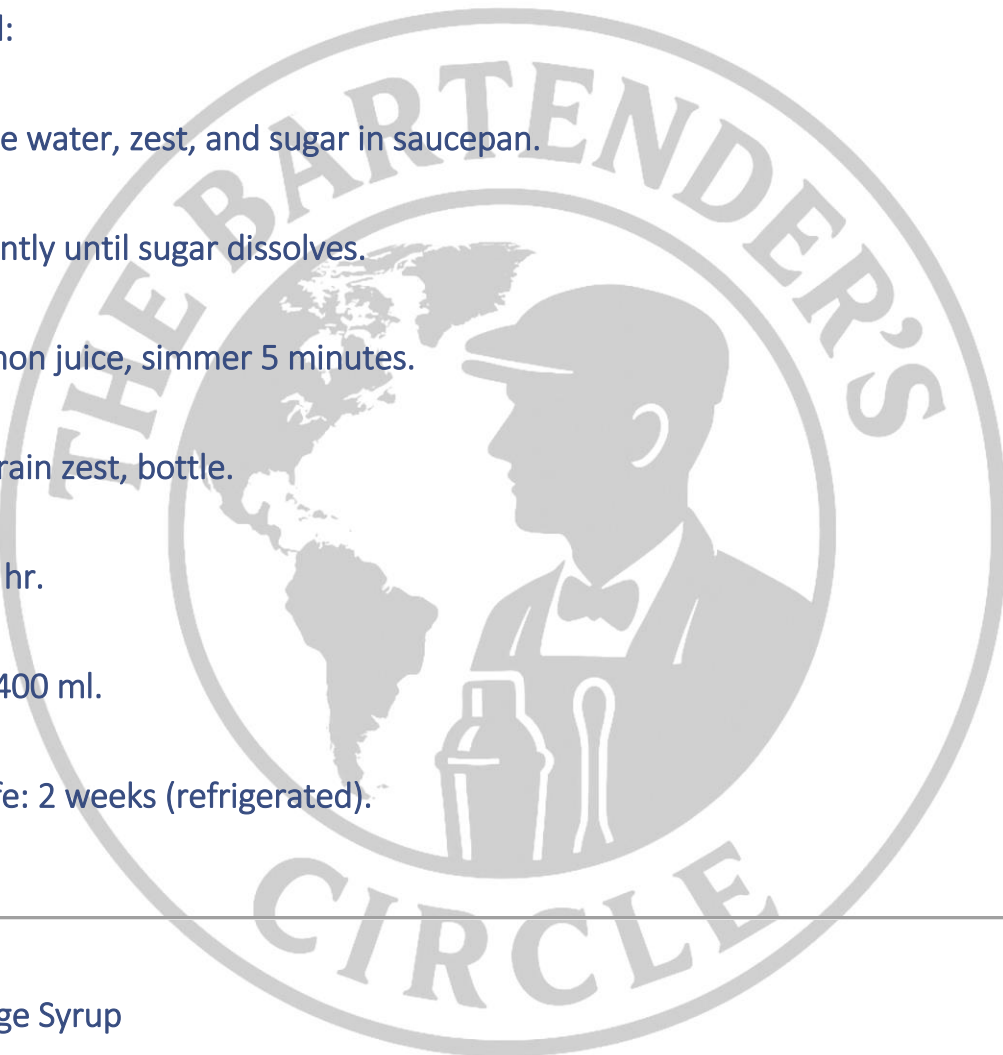 l:
THE BARTENDER'S
e water, zest, and sugar in saucepan.
ntly until sugar dissolves.
non juice, simmer 5 minutes.
rain zest, bottle.
hr.
400 ml.
fe: 2 weeks (refrigerated).
CIRCLE
ge Syrup